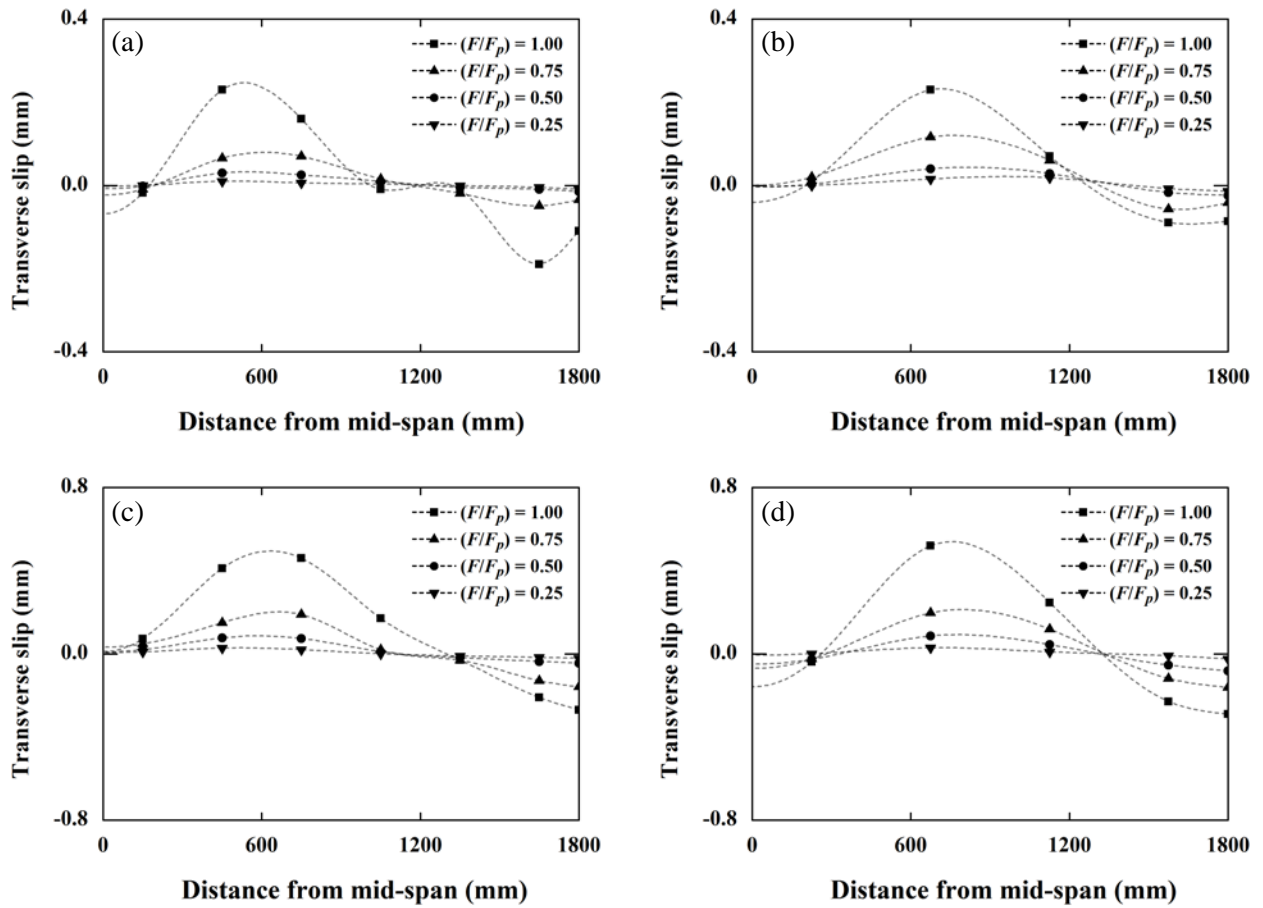 (a)
0.4
0.0
-0.4
(F/Fp) = 1.00
(F/Fp) = 0.75
(F/Fp) = 0.50
(F/Fp) = 0.25
Transverse slip (mm)
0 600 1200 1800
Distance from mid-span (mm)
(b)
0.4
0.0
-0.4
(F/Fp) = 1.00
(F/Fp) = 0.75
(F/Fp) = 0.50
(F/Fp) = 0.25
Transverse slip (mm)
0 600 1200 1800
Distance from mid-span (mm)
(c)
0.8
0.0
-0.8
(F/Fp) = 1.00
(F/Fp) = 0.75
(F/Fp) = 0.50
(F/Fp) = 0.25
Transverse slip (mm)
0 600 1200 1800
Distance from mid-span (mm)
(d)
0.8
0.0
-0.8
(F/Fp) = 1.00
(F/Fp) = 0.75
(F/Fp) = 0.50
(F/Fp) = 0.25
Transverse slip (mm)
0 600 1200 1800
Distance from mid-span (mm)